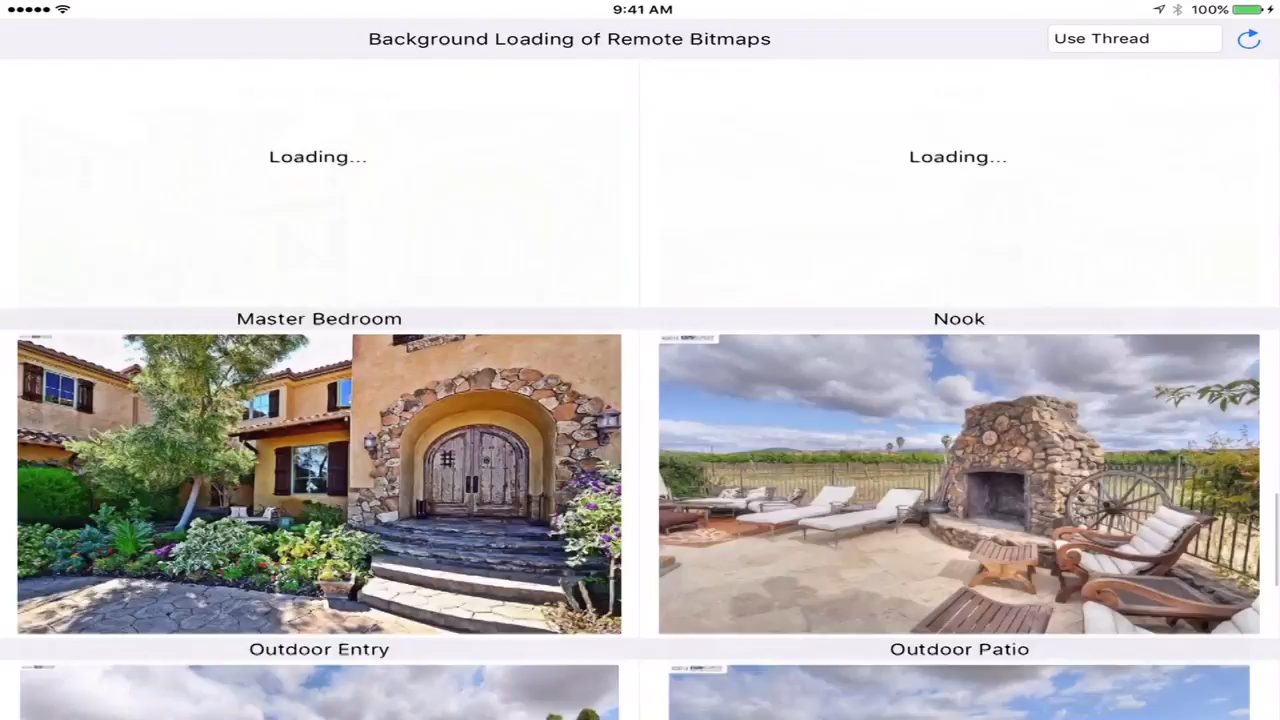 9:41 AM
100%
Background Loading of Remote Bitmaps
Use Thread
Loading...
Loading...
Master Bedroom
Nook
Outdoor Entry
Outdoor Patio